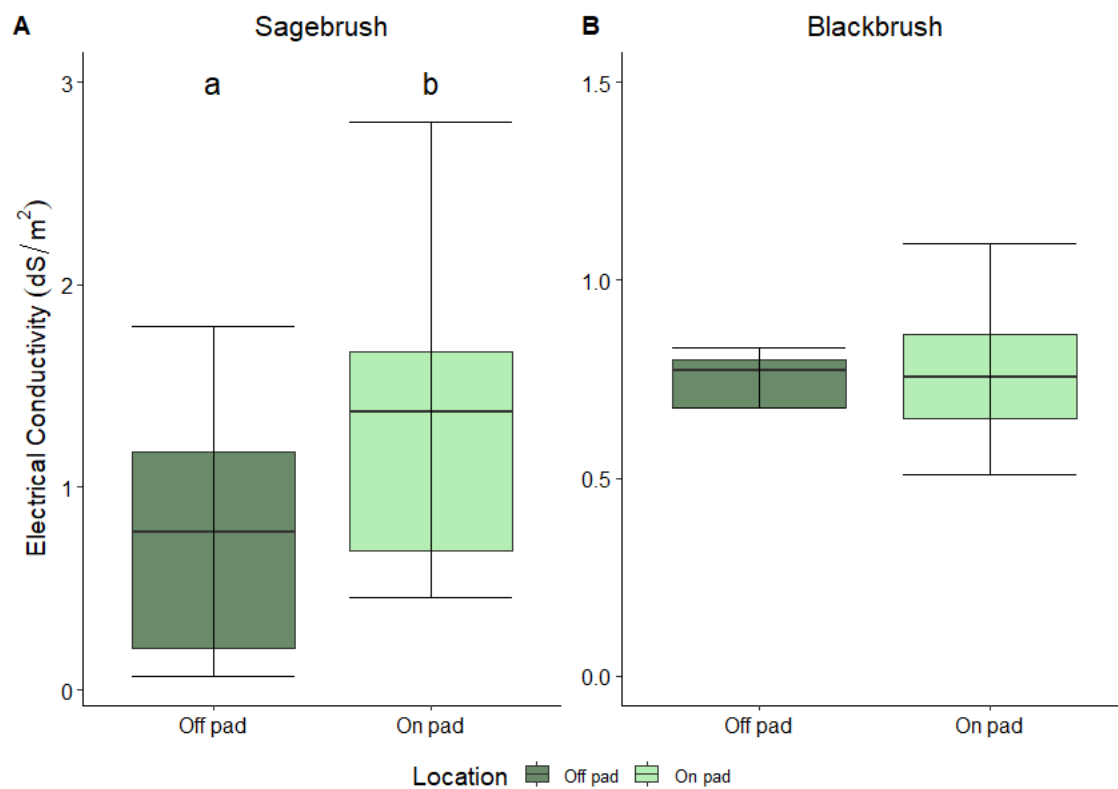 A Sagebrush
B Blackbrush
a b
Electrical Conductivity (dS/m²)
3
2
1
0
Off pad On pad
1.5
1.0
0.5
0.0
Off pad On pad
Location Off pad On pad